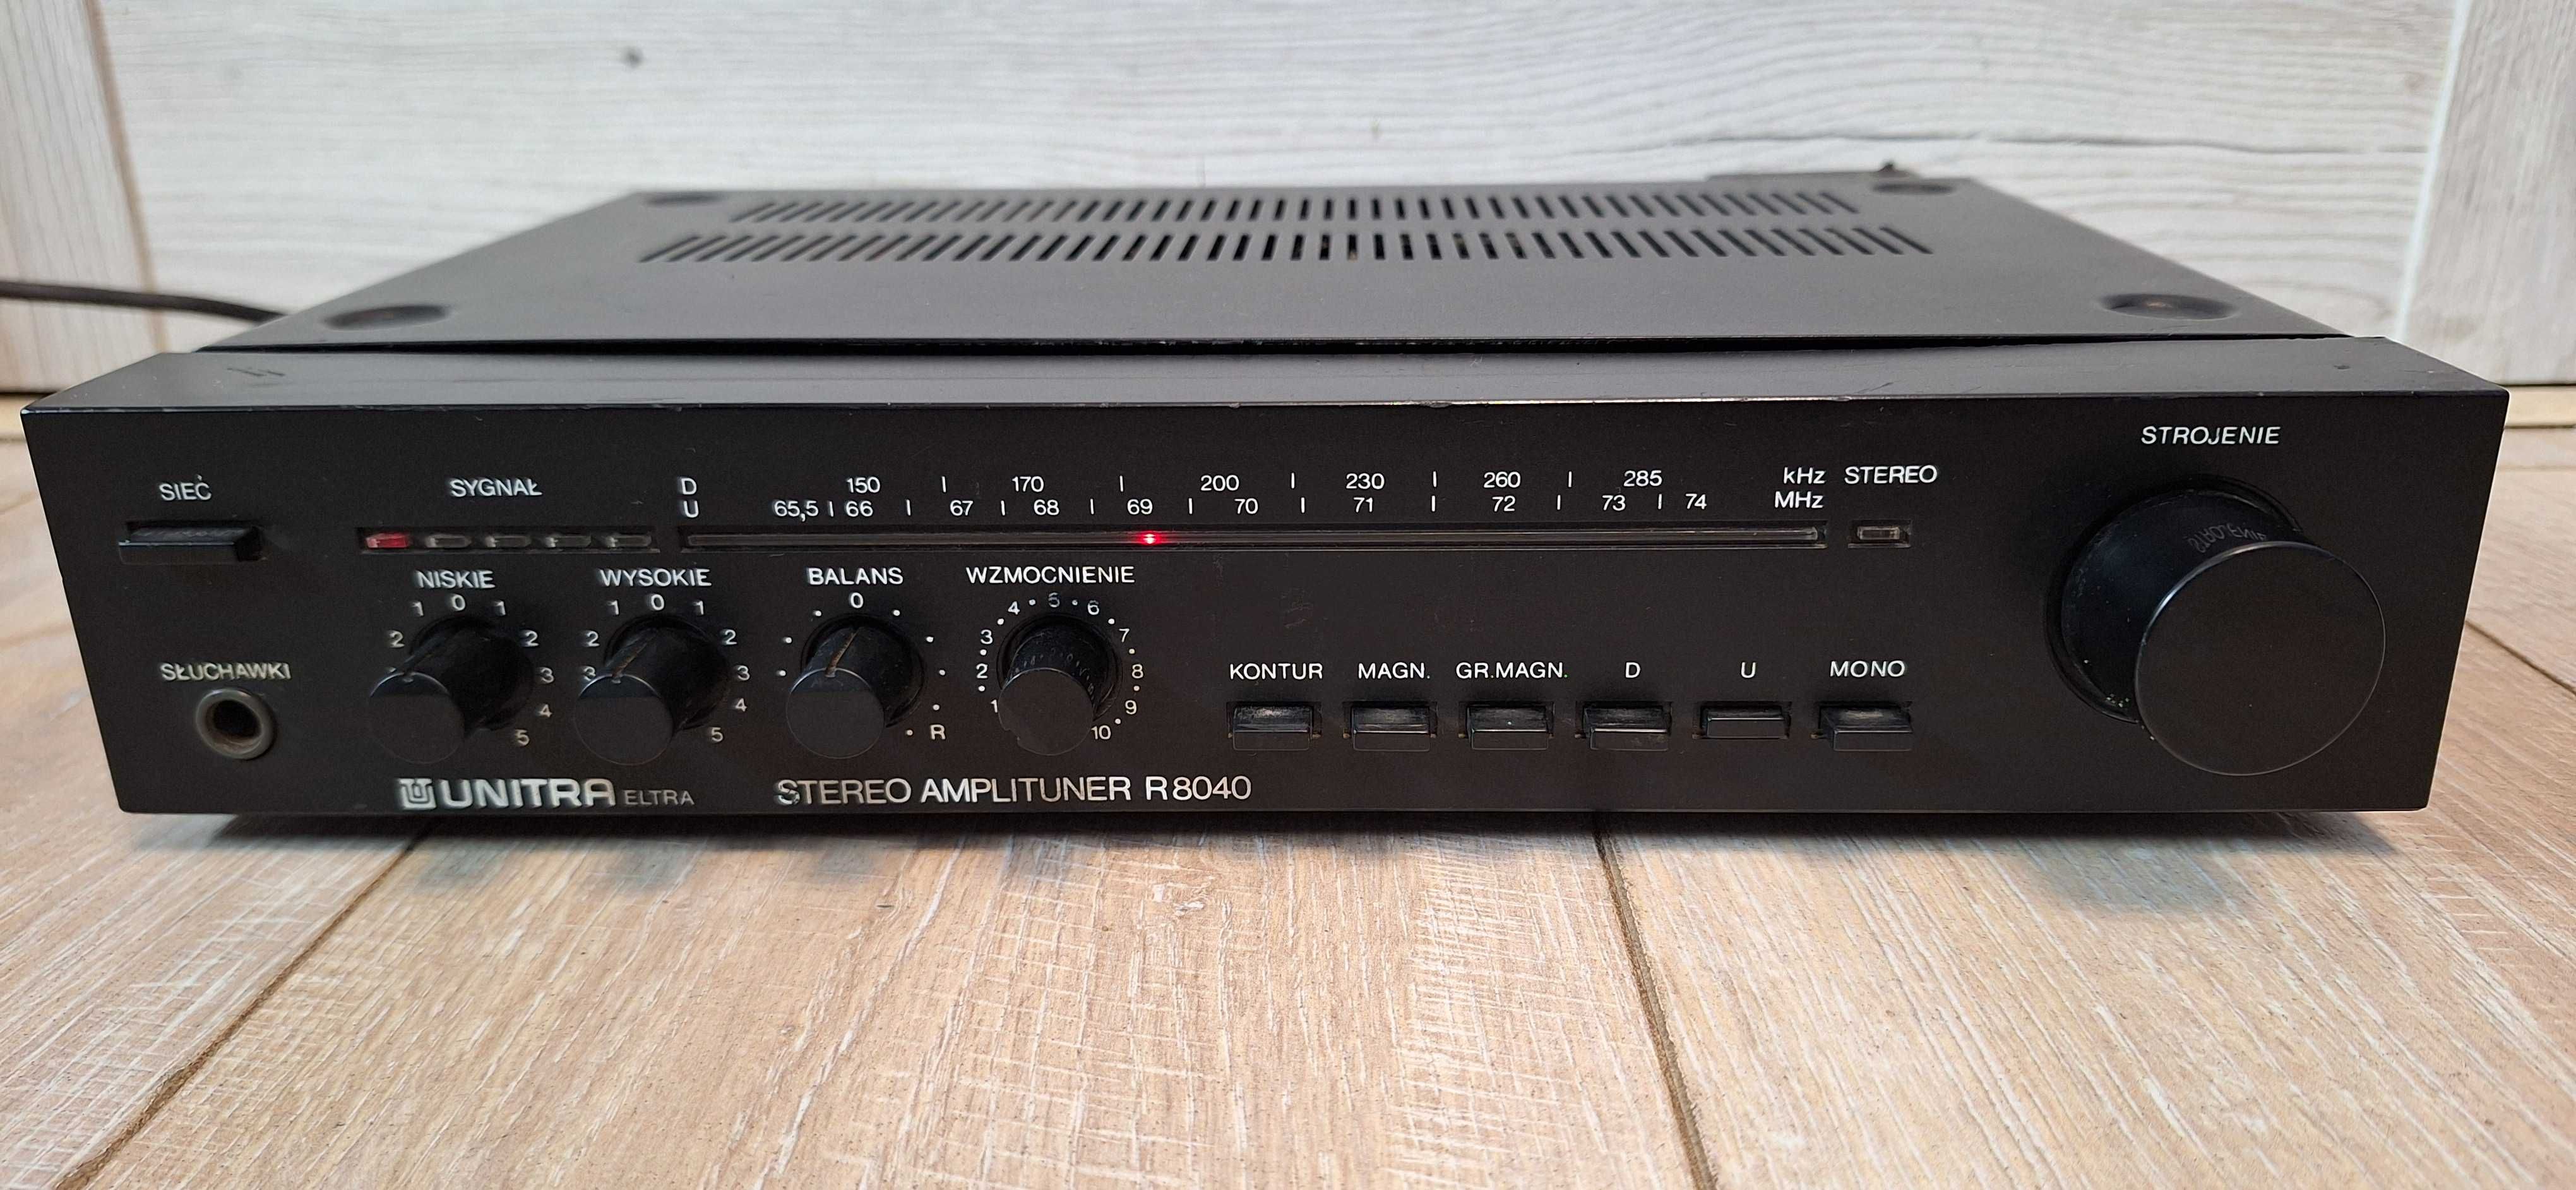 STROJENIE
SIEĆ
SYGNAŁ
D 150 170 200 230 260 285 kHz STEREO
U 65,5 66 67 68 69 70 71 72 73 74 MHz
NISKIE WYSOKIE BALANS WZMOCNIENIE
1 0 1 1 0 1 0 4 5 6
2 2 2 2 3 7
3 3 3 2 8
4 4 1 9
5 5 R 10
SŁUCHAWKI
KONTUR MAGN. GR.MAGN. D U MONO
UNITRA ELTRA STEREO AMPLITUNER R8040